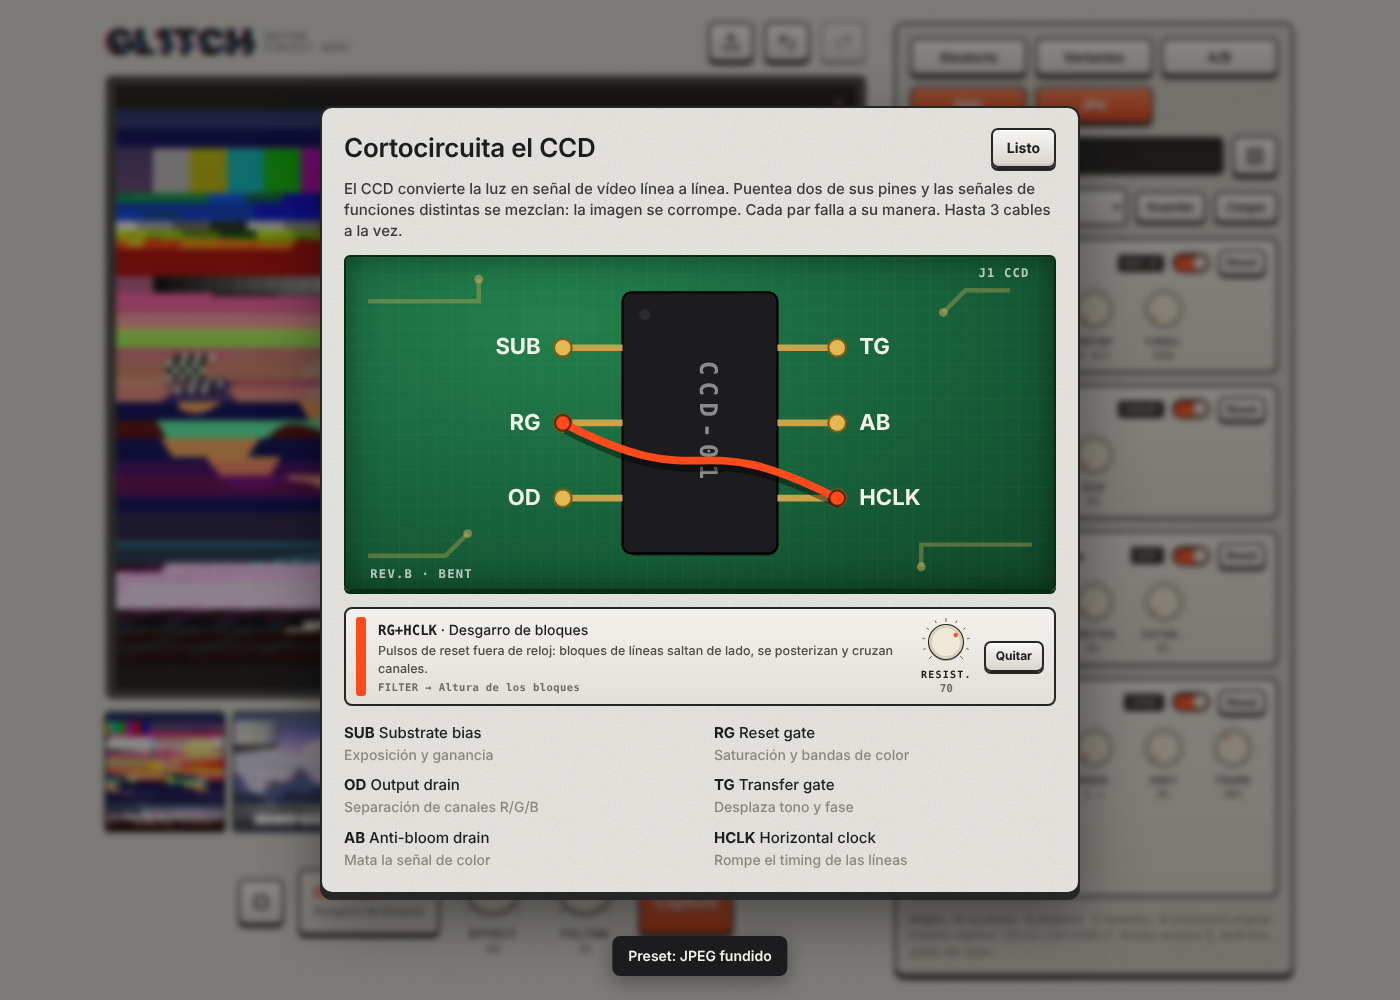 GLITCH
Cortocircuita el CCD
Listo
El CCD convierte la luz en señal de vídeo línea a línea. Puentea dos de sus pines y las señales de
funciones distintas se mezclan: la imagen se corrompe. Cada par falla a su manera. Hasta 3 cables
a la vez.
J1 CCD
SUB
TG
RG
AB
OD
HCLK
CCD-01
REV.B · BENT
RG+HCLK · Desgarro de bloques
Pulsos de reset fuera de reloj: bloques de líneas saltan de lado, se posterizan y cruzan
canales.
FILTER → Altura de los bloques
RESIST.
70
Quitar
SUB Substrate bias
Exposición y ganancia
RG Reset gate
Saturación y bandas de color
OD Output drain
Separación de canales R/G/B
TG Transfer gate
Desplaza tono y fase
AB Anti-bloom drain
Mata la señal de color
HCLK Horizontal clock
Rompe el timing de las líneas
Preset: JPEG fundido
Aleatorio
Variantes
A/B
JPG
Guardar
Cargar